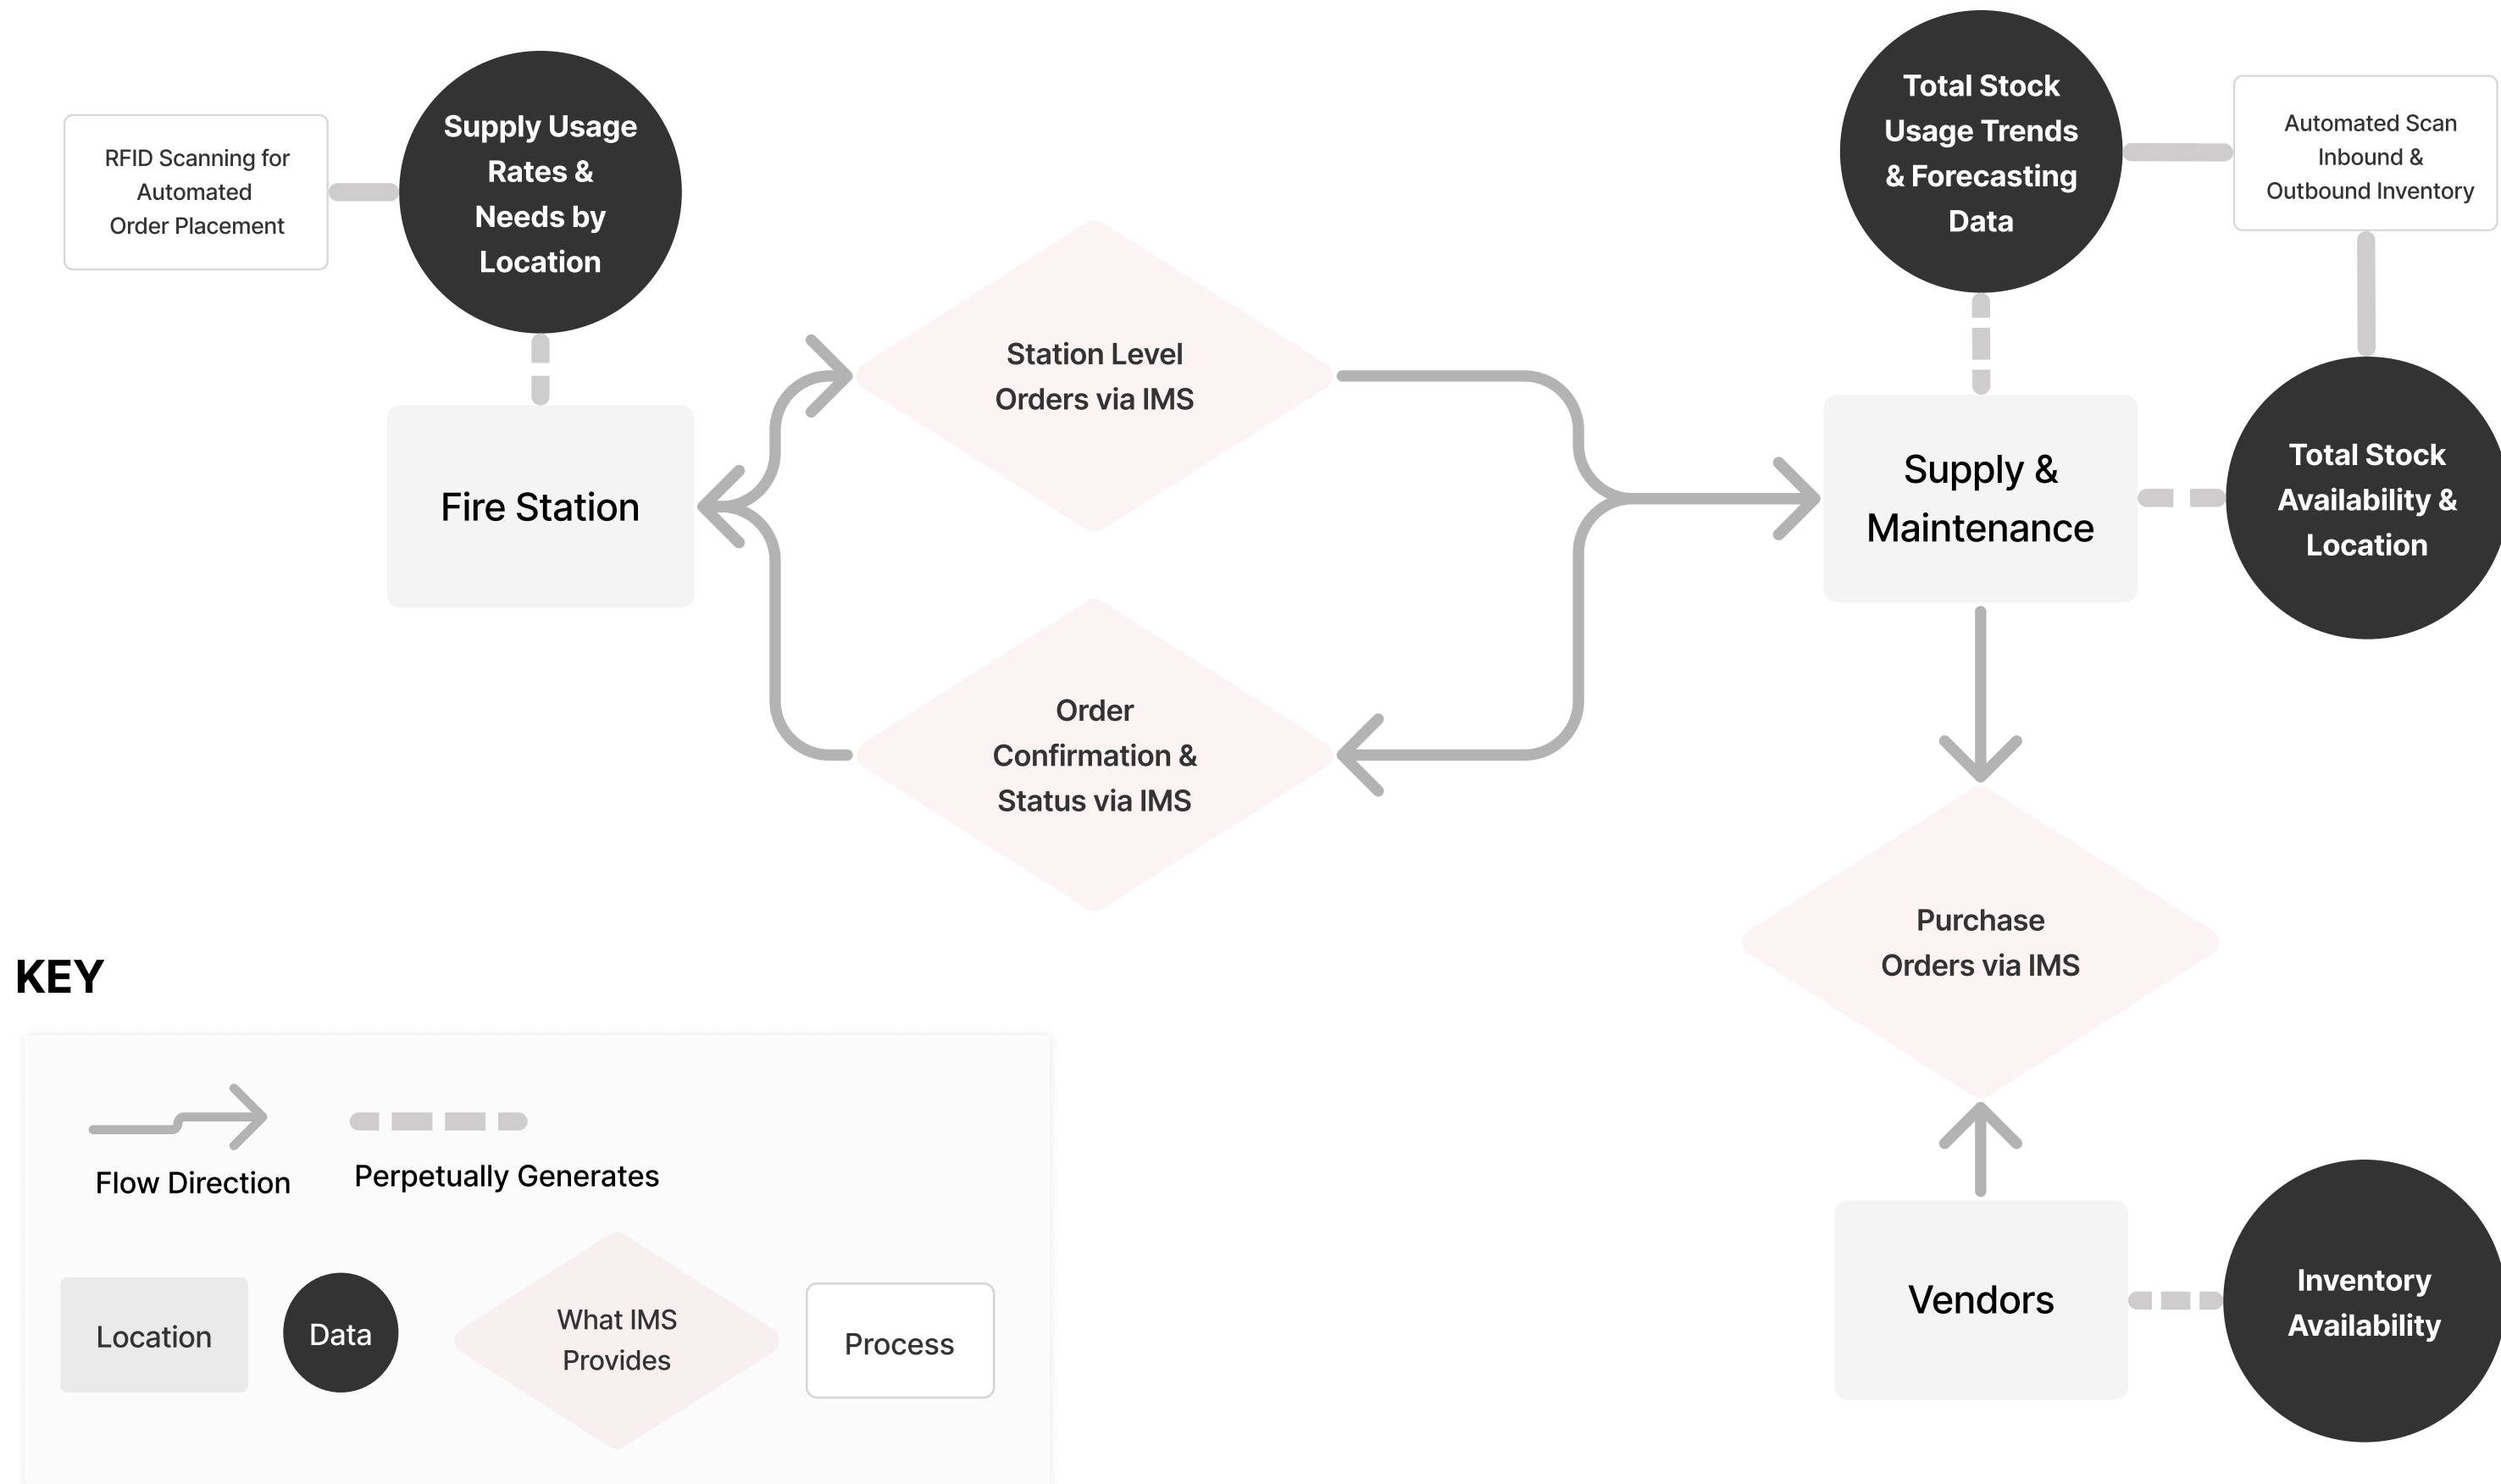 RFID Scanning for
Automated
Order Placement
Supply Usage
Rates &
Needs by
Location
Total Stock
Usage Trends
& Forecasting
Data
Automated Scan
Inbound &
Outbound Inventory
Station Level
Orders via IMS
Fire Station
Supply &
Maintenance
Total Stock
Availability &
Location
Order
Confirmation &
Status via IMS
Purchase
Orders via IMS
Vendors
Inventory
Availability
KEY
Flow Direction
Perpetually Generates
Location
Data
What IMS
Provides
Process